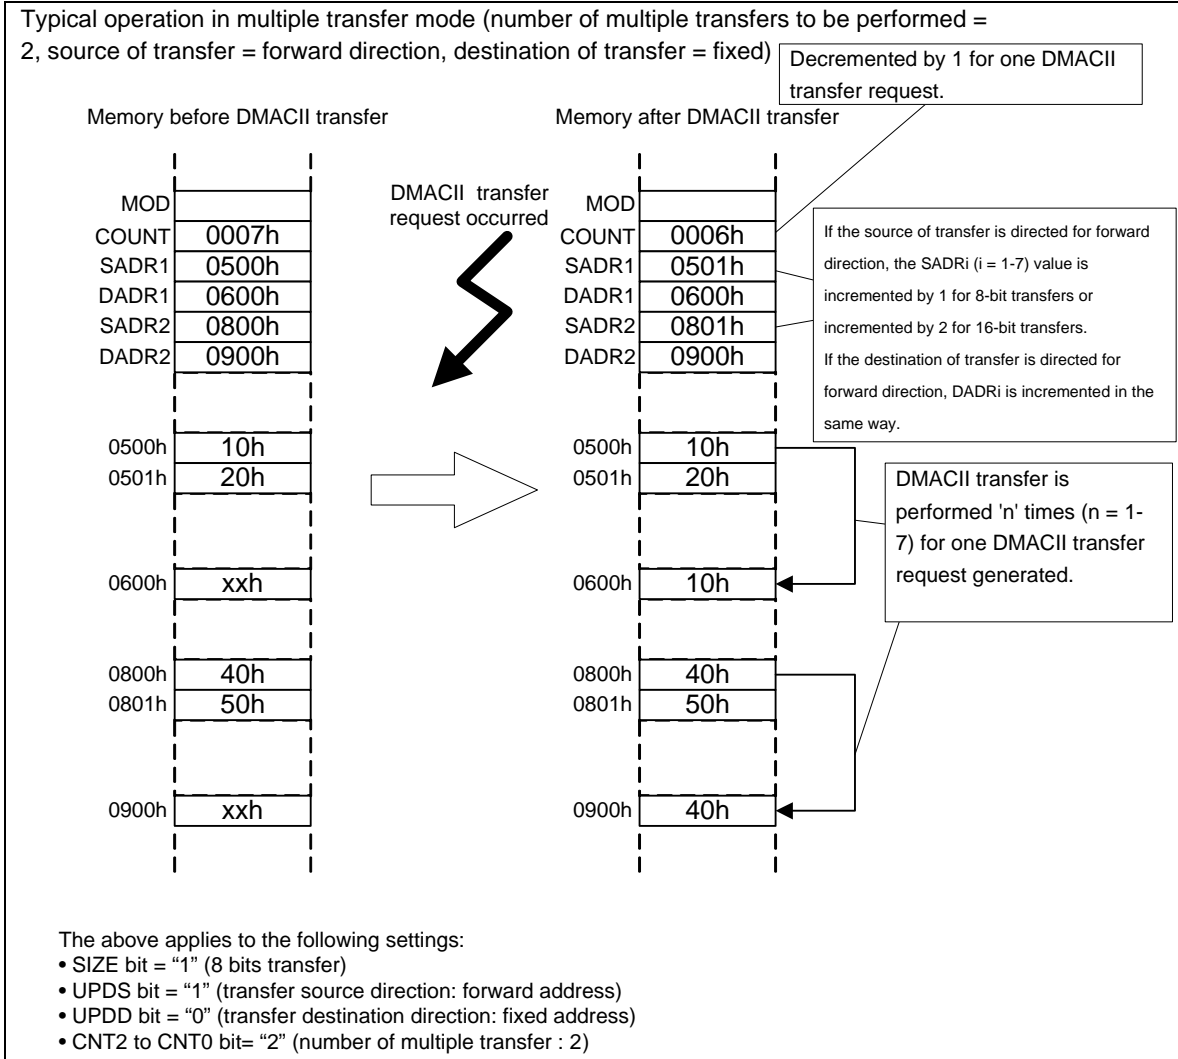 Typical operation in multiple transfer mode (number of multiple transfers to be performed =
2, source of transfer = forward direction, destination of transfer = fixed)
Decremented by 1 for one DMACII
transfer request.
Memory before DMACII transfer
Memory after DMACII transfer
DMACII transfer
request occurred
MOD
COUNT 0007h
SADR1 0500h
DADR1 0600h
SADR2 0800h
DADR2 0900h
0500h 10h
0501h 20h
0600h xxh
0800h 40h
0801h 50h
0900h xxh
MOD
COUNT 0006h
SADR1 0501h
DADR1 0600h
SADR2 0801h
DADR2 0900h
0500h 10h
0501h 20h
0600h 10h
0800h 40h
0801h 50h
0900h 40h
If the source of transfer is directed for forward
direction, the SADRi (i = 1-7) value is
incremented by 1 for 8-bit transfers or
incremented by 2 for 16-bit transfers.
If the destination of transfer is directed for
forward direction, DADRi is incremented in the
same way.
DMACII transfer is
performed 'n' times (n = 1-
7) for one DMACII transfer
request generated.
The above applies to the following settings:
• SIZE bit = “1” (8 bits transfer)
• UPDS bit = “1” (transfer source direction: forward address)
• UPDD bit = “0” (transfer destination direction: fixed address)
• CNT2 to CNT0 bit= “2” (number of multiple transfer : 2)